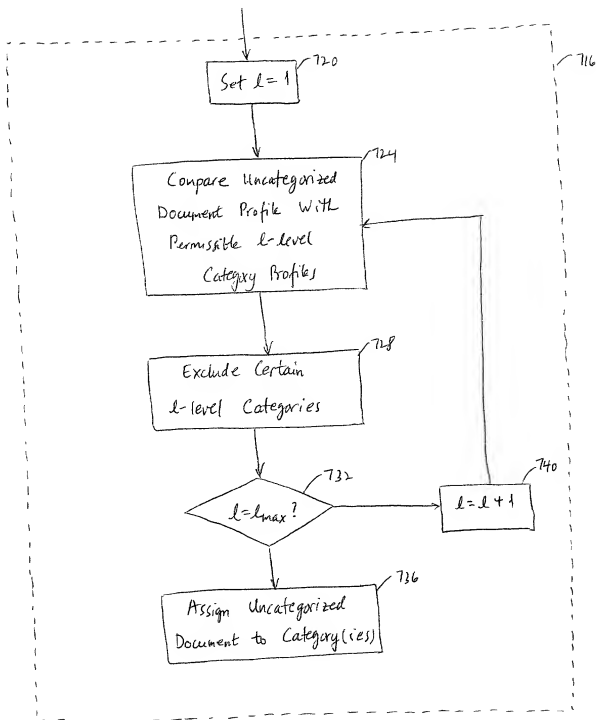 720
716
Set l = 1
724
Compare Uncategorized
Document Profile With
Permissible l-level
Category Profiles
728
Exclude Certain
l-level Categories
732
l=lmax?
740
l=l+1
736
Assign Uncategorized
Document to Category(ies)